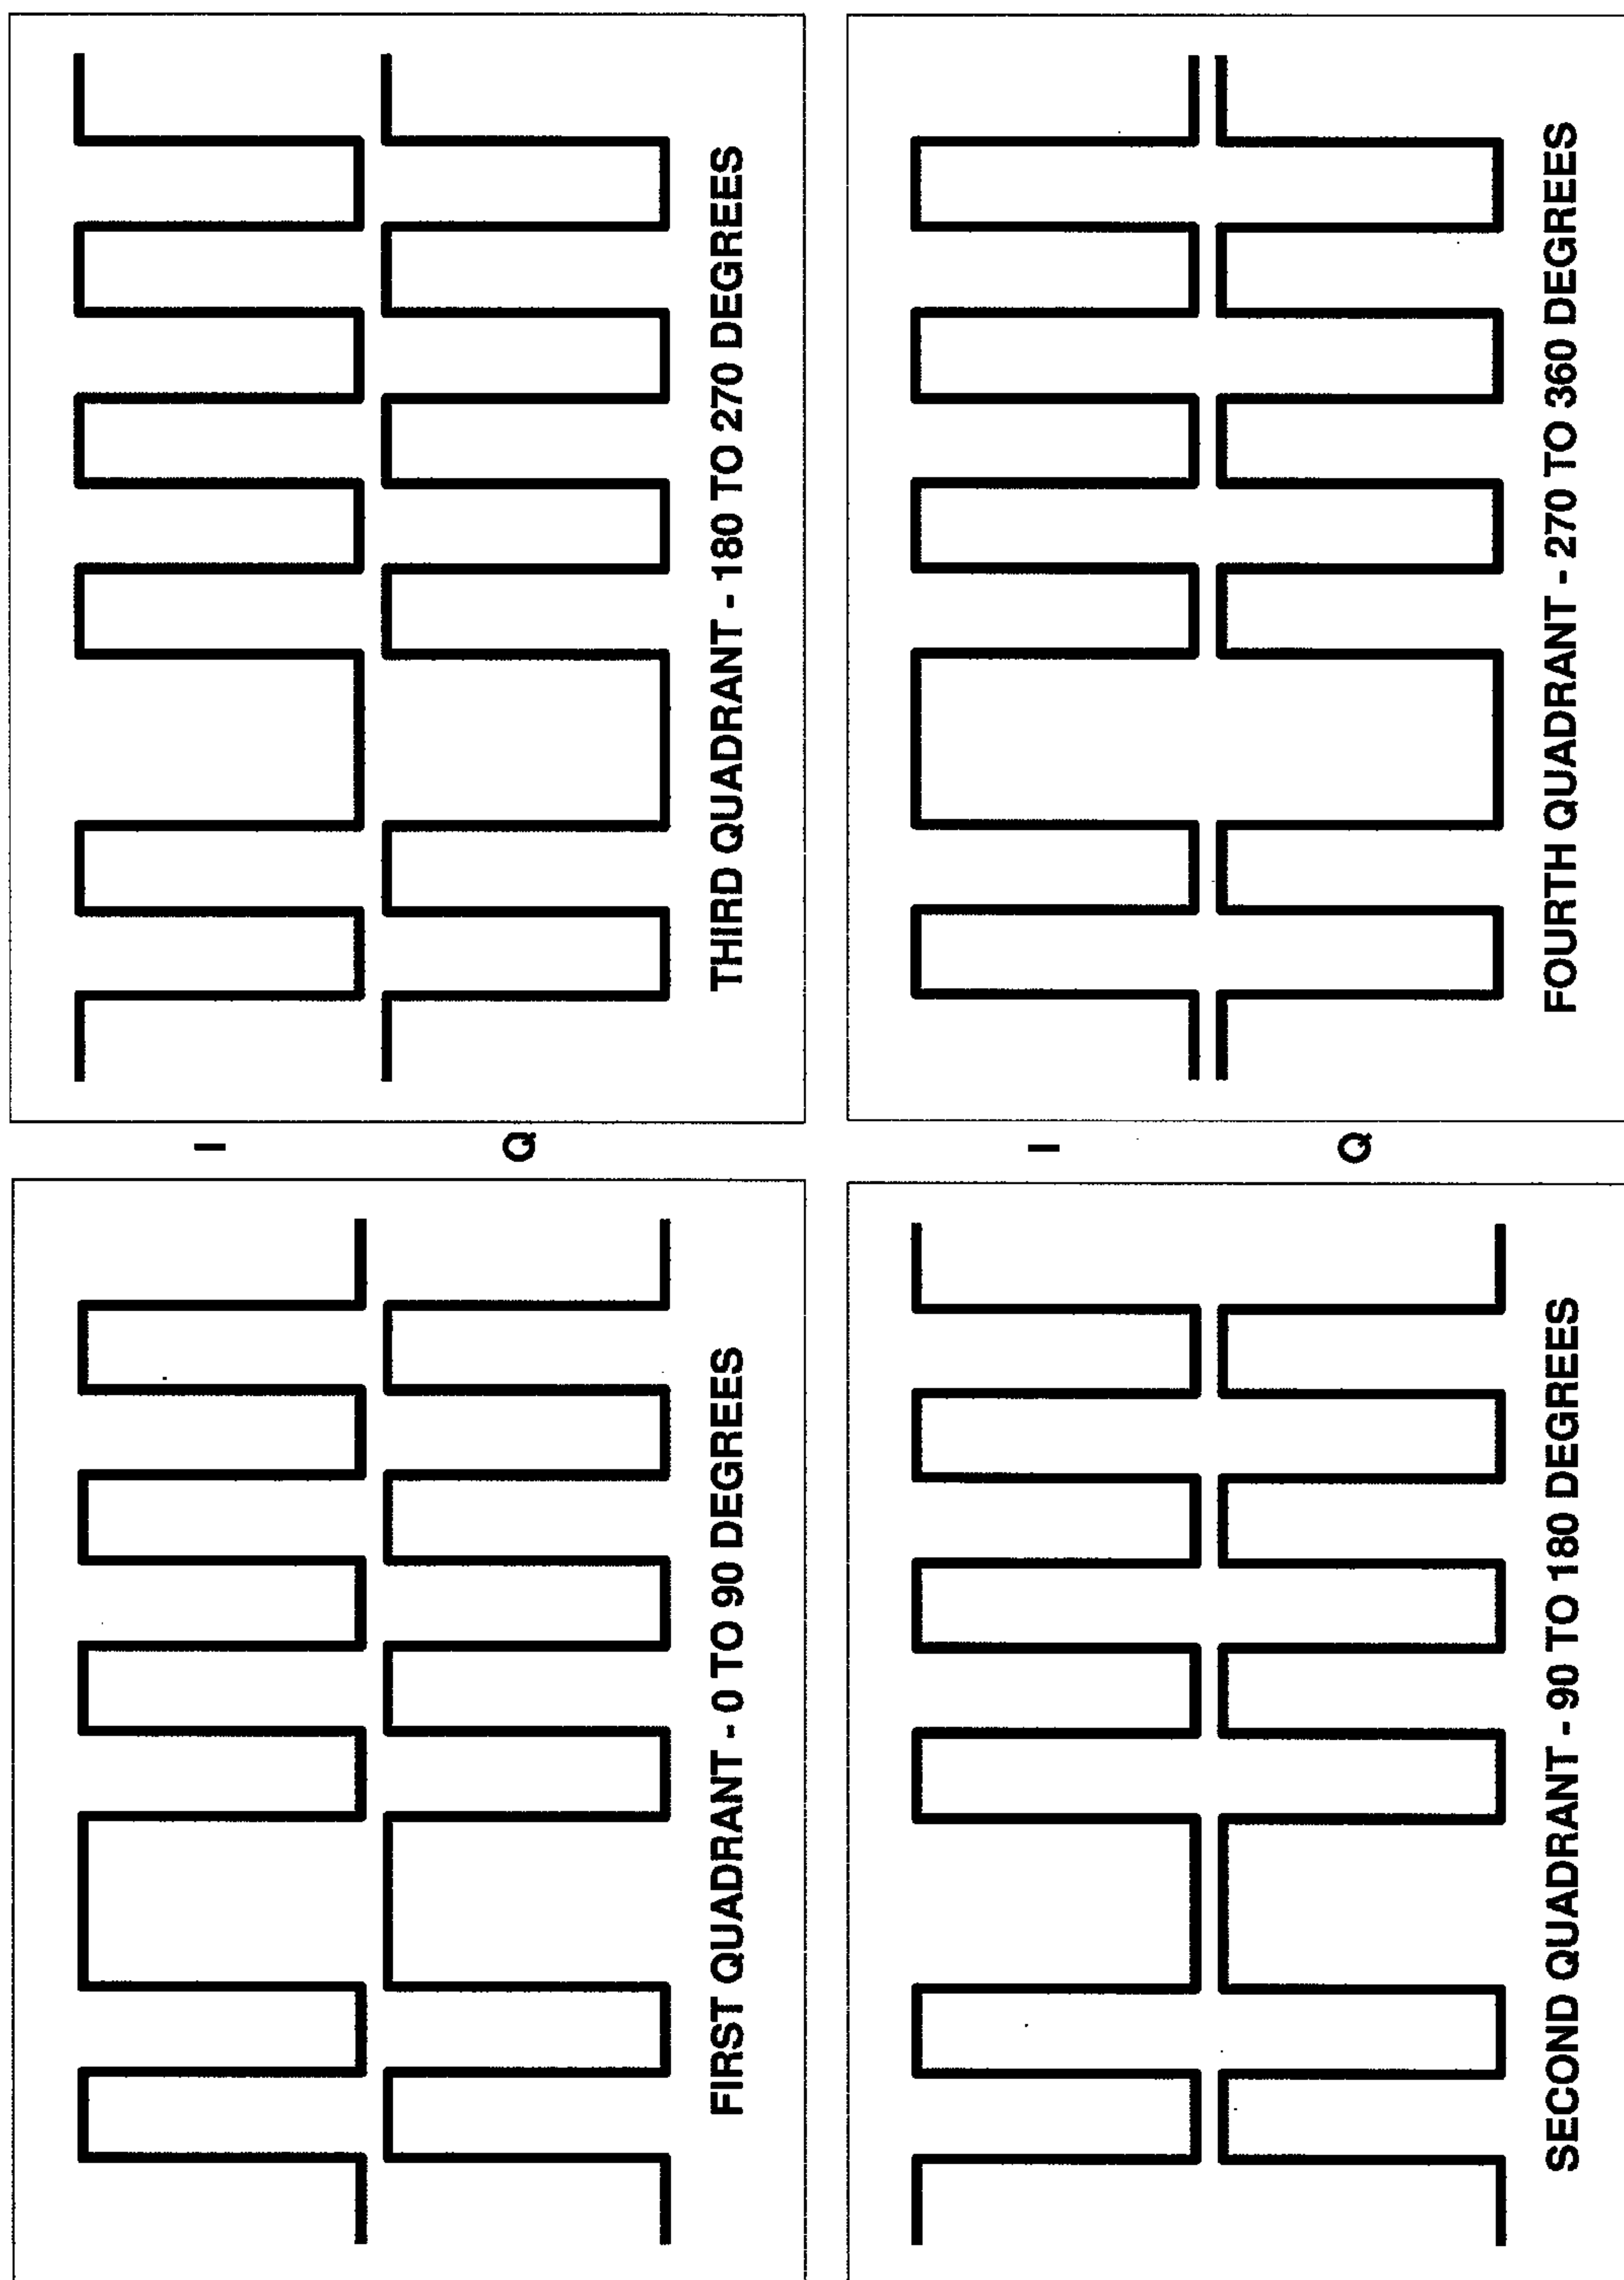 I
Q
FIRST QUADRANT - 0 TO 90 DEGREES
THIRD QUADRANT - 180 TO 270 DEGREES
I
Q
SECOND QUADRANT - 90 TO 180 DEGREES
FOURTH QUADRANT - 270 TO 360 DEGREES